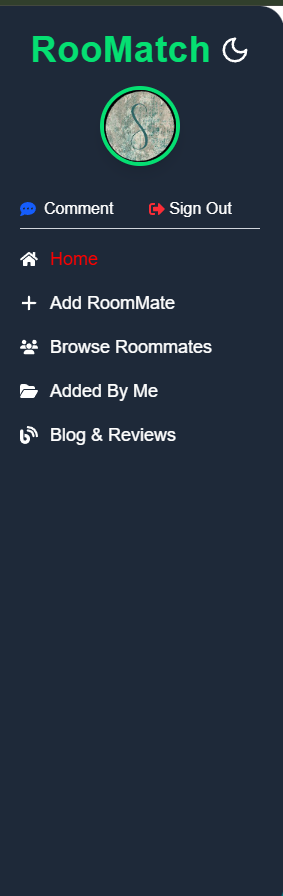 RooMatch
S
Comment Sign Out
Home
Add RoomMate
Browse Roommates
Added By Me
Blog & Reviews